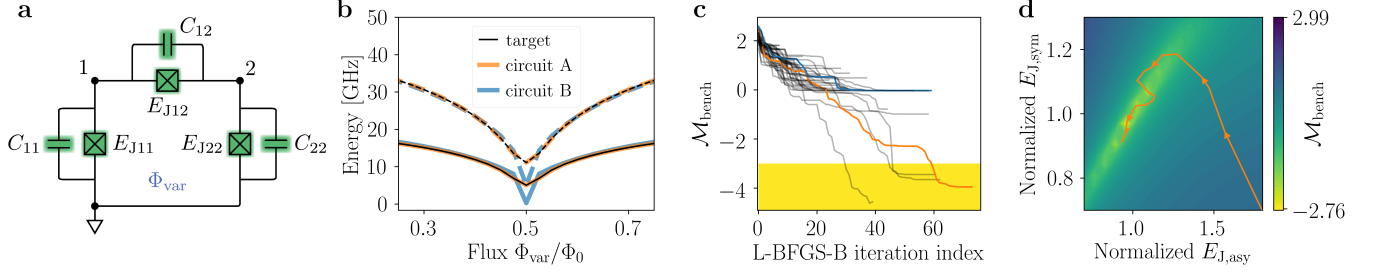 a
C12
1
2
EJ12
C11
EJ11
EJ22
C22
Φvar
b
50
40
30
20
10
0
Energy [GHz]
target
circuit A
circuit B
0.3
0.5
0.7
Flux Φvar/Φ0
c
2
0
−2
−4
Mbench
0
20
40
60
L-BFGS-B iteration index
d
1.2
1.0
0.8
Normalized EJ,sym
1.0
1.5
Normalized EJ,asy
2.99
Mbench
−2.76